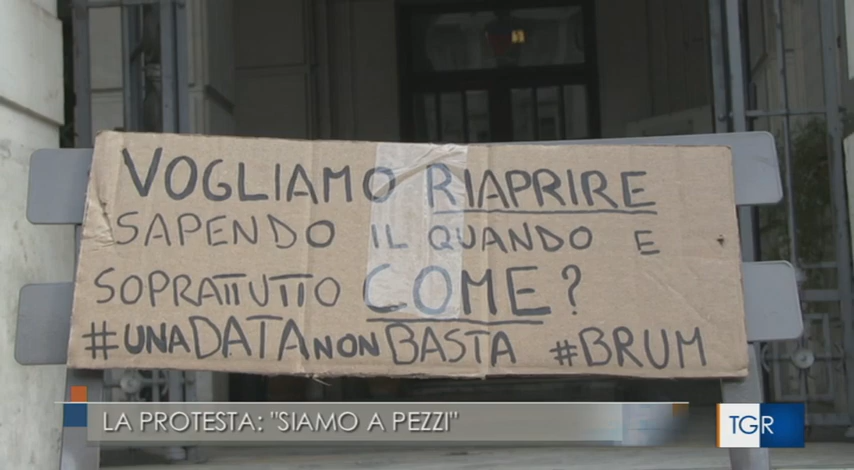 VOGLIAMO RIAPRIRE
SAPENDO IL QUANDO E
SOPRATTUTTO COME?
#UNADATANONBASTA #BRUM
LA PROTESTA: "SIAMO A PEZZI"
TGR